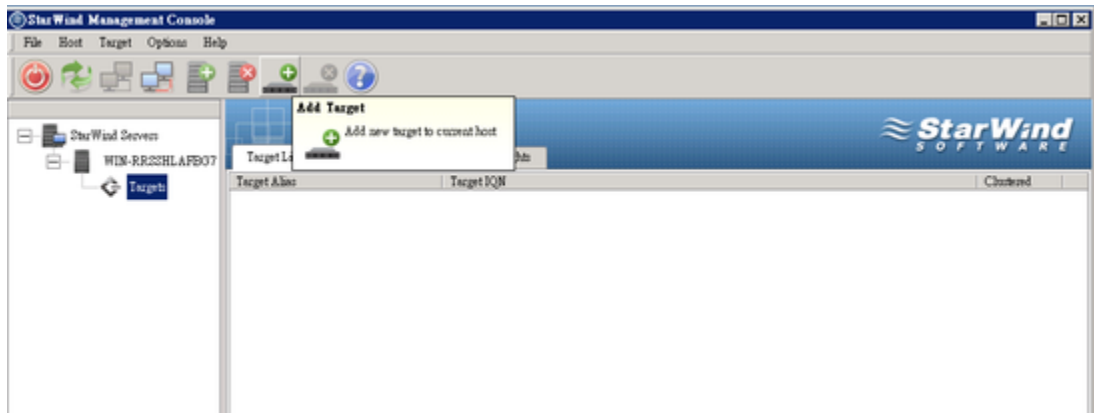 StarWind Management Console
File Host Target Options Help
Add Target
Add new target to current host
StarWind Servers
WIN-RR22HLAFBO7
Targets
StarWind
SOFTWARE
Target Alias Target IQN Clustered